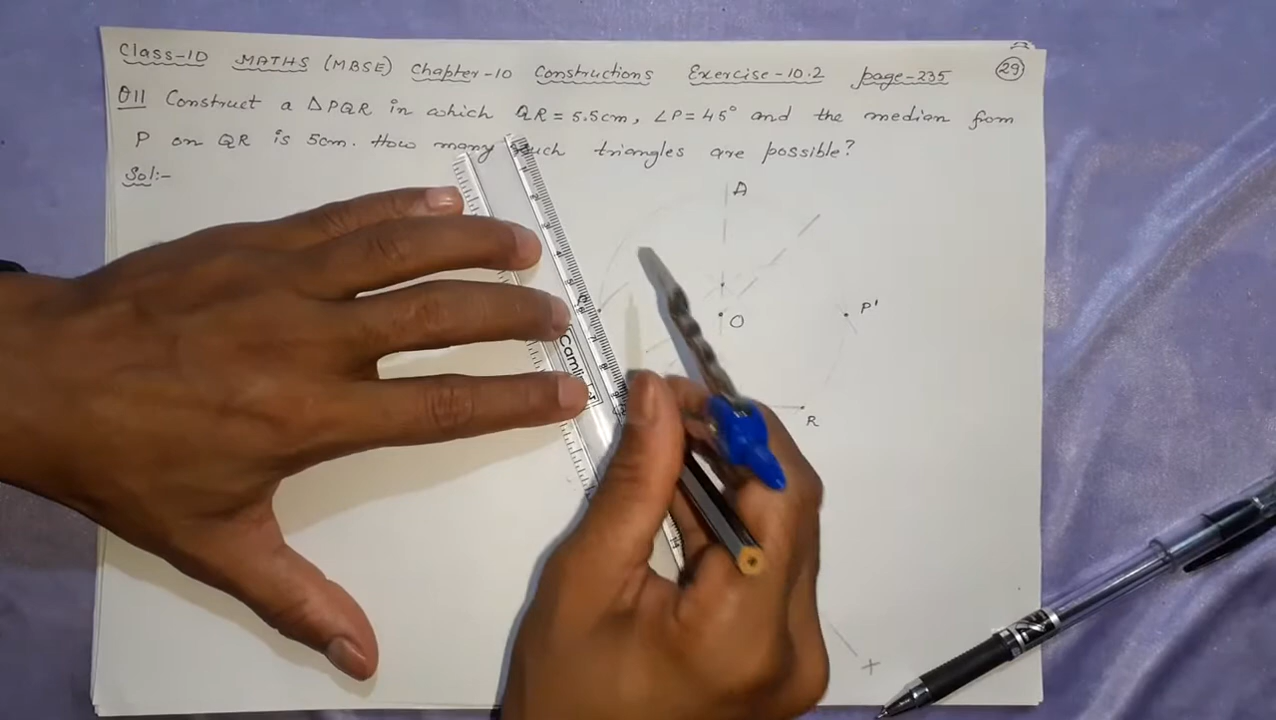 Class-10 MATHS (MBSE) Chapter-10 Constructions Exercise-10.2 page-235 29
Q11 Construct a △PQR in which QR = 5.5cm, ∠P = 45° and the median from
P on QR is 5cm. How many such triangles are possible?
Sol:-
A
O
P'
R
X